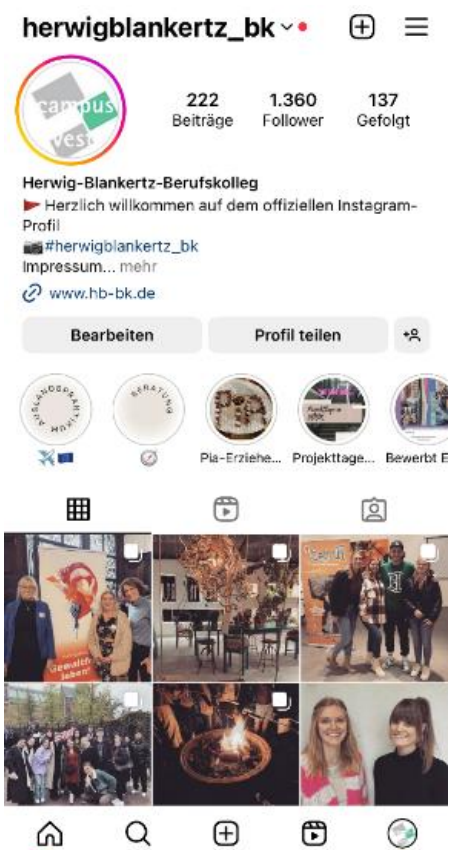 herwigblankertz_bk
campus
vest
222 1.360 137
Beiträge Follower Gefolgt
Herwig-Blankertz-Berufskolleg
Herzlich willkommen auf dem offiziellen Instagram-
Profil
#herwigblankertz_bk
Impressum... mehr
www.hb-bk.de
Bearbeiten Profil teilen
AUSLANDSPRAKTIKUM BERATUNG
Pia-Erziehe... Projekttage... Bewerbt E
Gewaltfr
leben